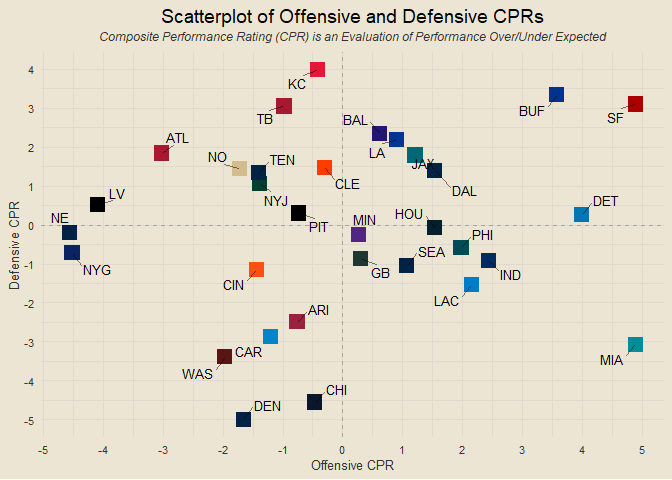 Scatterplot of Offensive and Defensive CPRs
Composite Performance Rating (CPR) is an Evaluation of Performance Over/Under Expected
4
KC
BUF
SF
3
TB
BAL
ATL
2
LA
NO
TEN
JAX
CLE
DAL
1
LV
NYJ
DET
NE
PIT
MIN
HOU
0
PHI
NYG
GB
SEA
IND
-1
CIN
LAC
-2
ARI
CAR
-3
WAS
MIA
CHI
-4
DEN
-5
Defensive CPR
-5
-4
-3
-2
-1
0
1
2
3
4
5
Offensive CPR